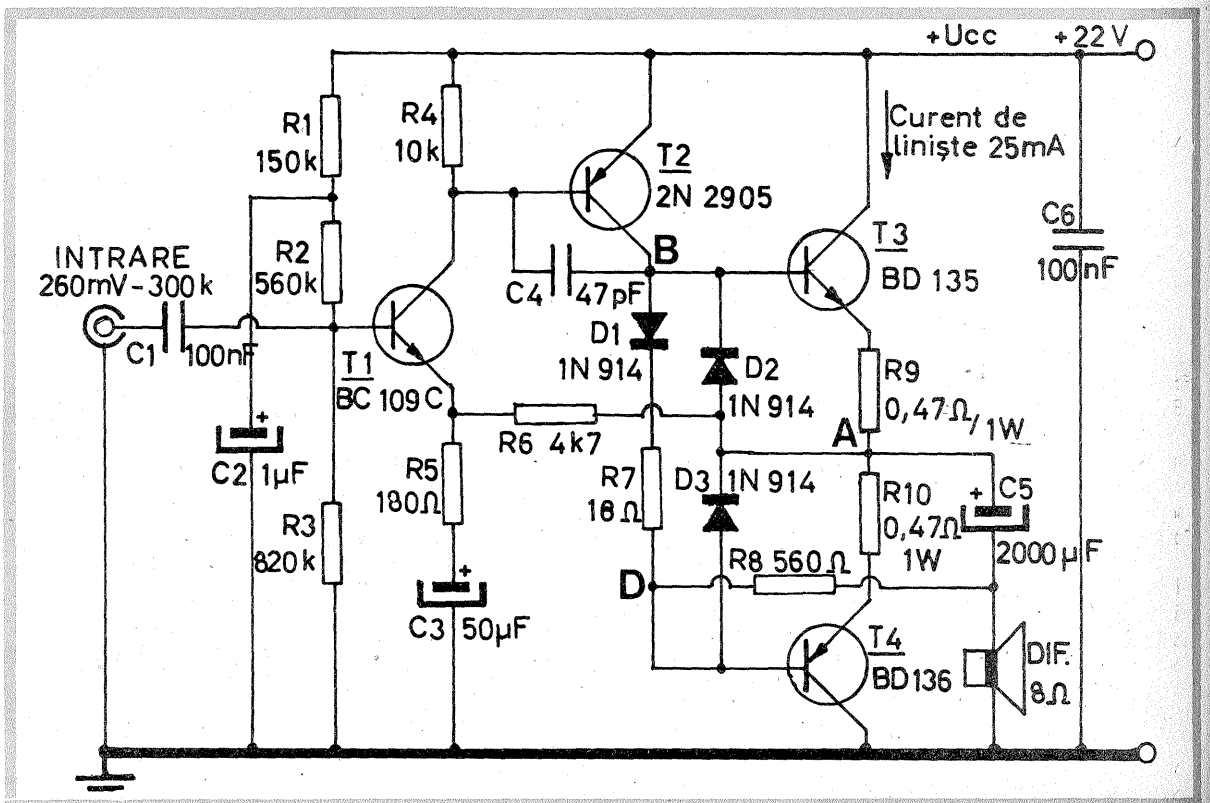 +Ucc +22V
R1
150k
R4
10k
Curent de
liniște 25mA
T2
2N 2905
C6
100nF
INTRARE
260mV-300k
R2
560k
B
T3
BD 135
C4 47pF
C1 100nF
D1
1N 914
D2
1N 914
T1
BC 109C
R9
0,47Ω/1W
R6 4k7
A
+
C2 1µF
R5
180Ω
R7
18Ω
D3 1N 914
R10
0,47Ω
1W
+ C5
2000µF
R3
820k
R8 560Ω
D
+
C3 50µF
T4
BD136
DIF.
8Ω